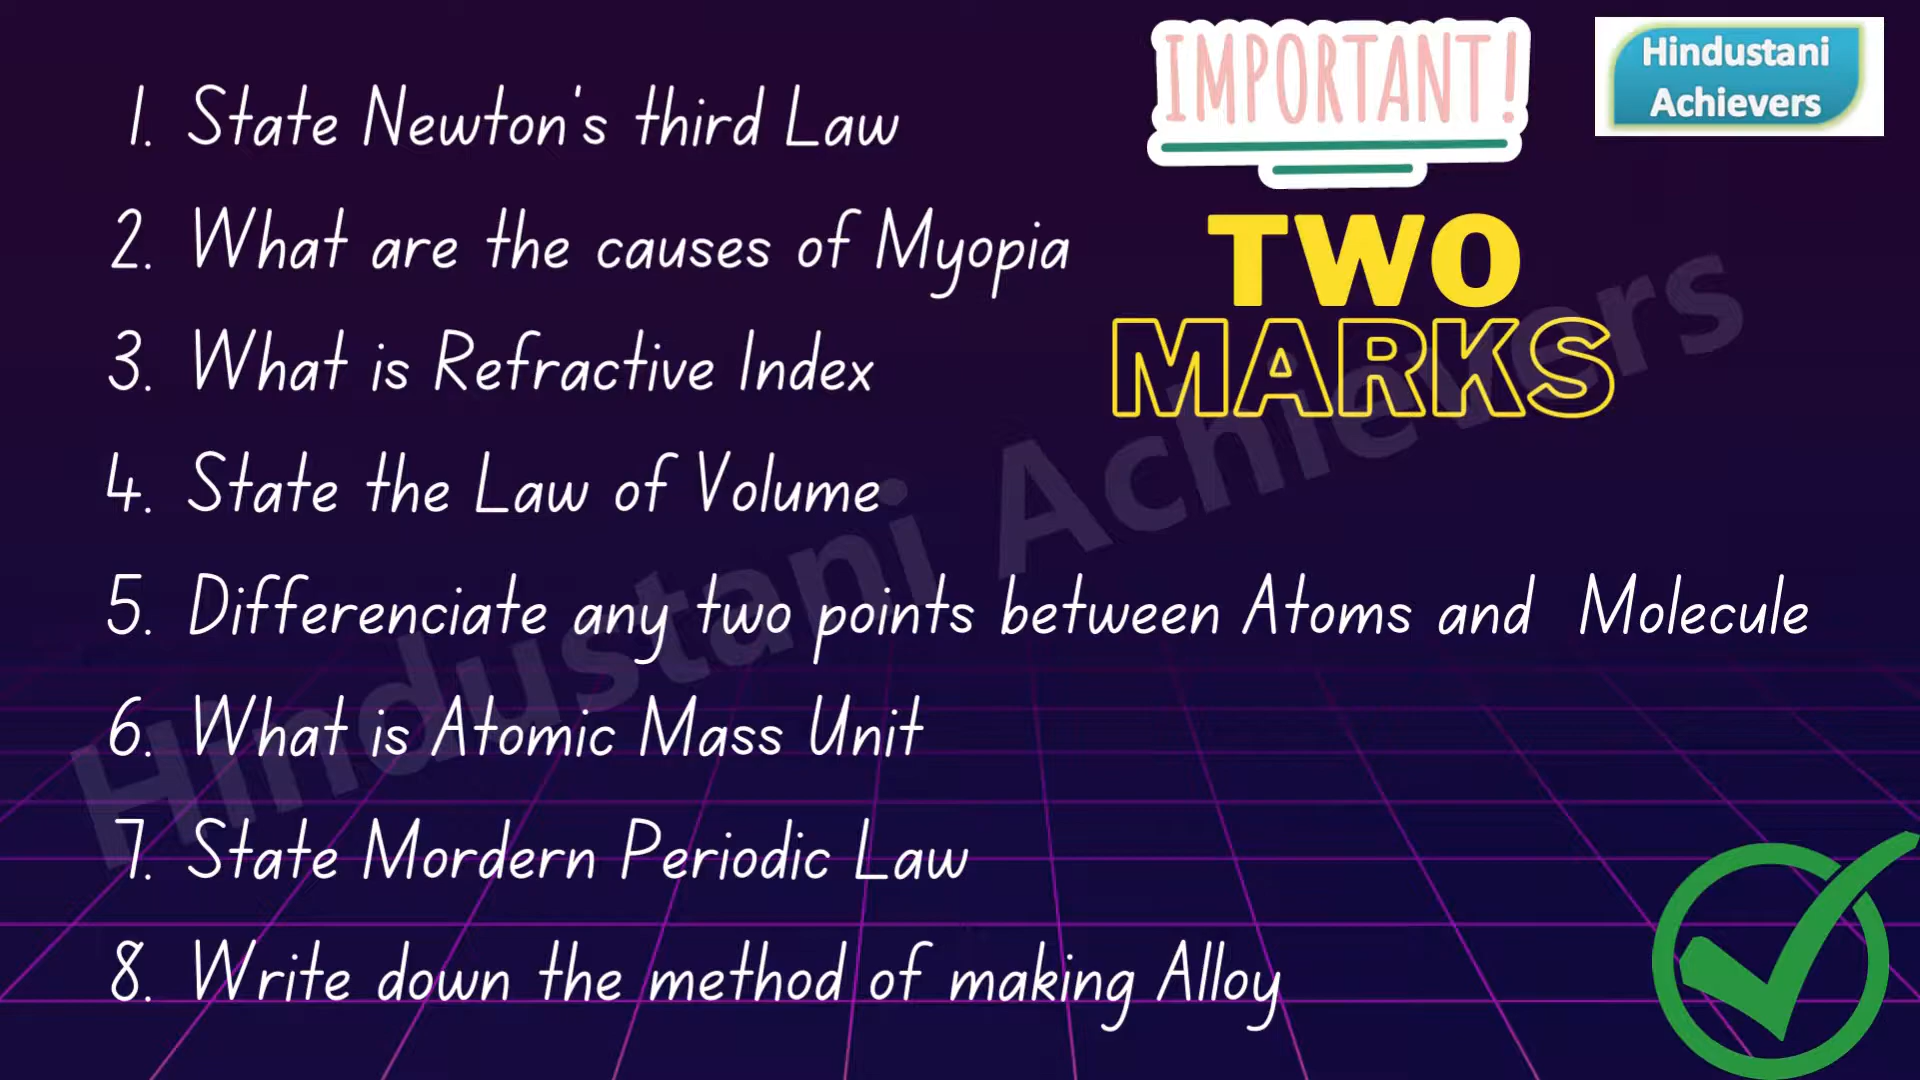 IMPORTANT!
Hindustani
Achievers
TWO
MARKS
1. State Newton's third Law
2. What are the causes of Myopia
3. What is Refractive Index
4. State the Law of Volume
5. Differenciate any two points between Atoms and Molecule
6. What is Atomic Mass Unit
7. State Mordern Periodic Law
8. Write down the method of making Alloy
Hindustani Achievers